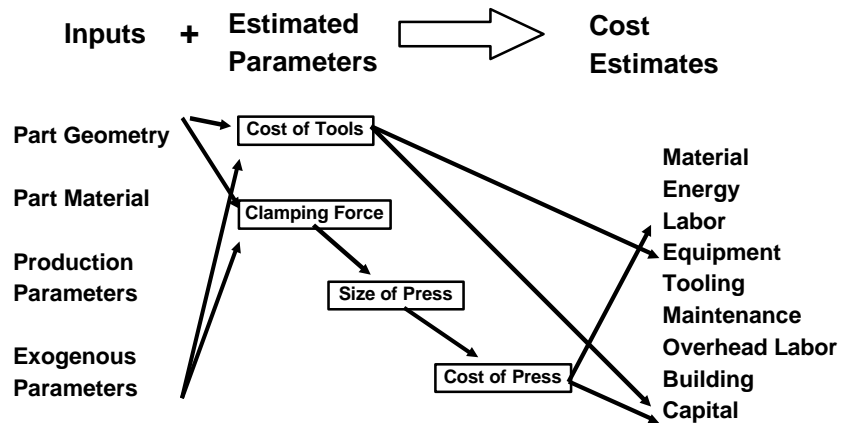 Inputs + Estimated Parameters
Cost Estimates
Part Geometry
Part Material
Production
Parameters
Exogenous
Parameters
Cost of Tools
Clamping Force
Size of Press
Cost of Press
Material
Energy
Labor
Equipment
Tooling
Maintenance
Overhead Labor
Building
Capital